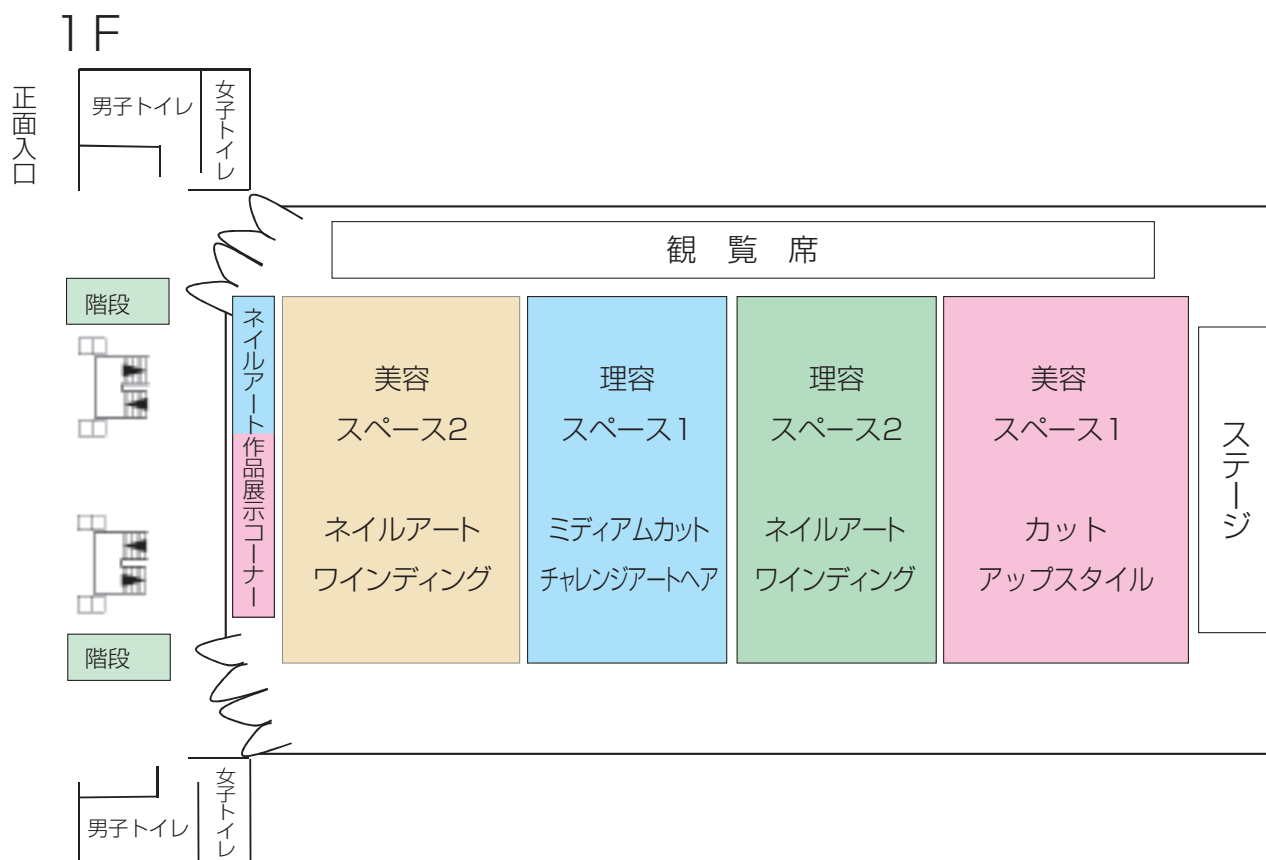 1F
正面入口
男子トイレ
女子トイレ
観覧席
階段
ネイルアート作品展示コーナー
美容
スペース2
ネイルアート
ワインディング
理容
スペース1
ミディアムカット
チャレンジアートヘア
理容
スペース2
ネイルアート
ワインディング
美容
スペース1
カット
アップスタイル
ステージ
階段
男子トイレ
女子トイレ